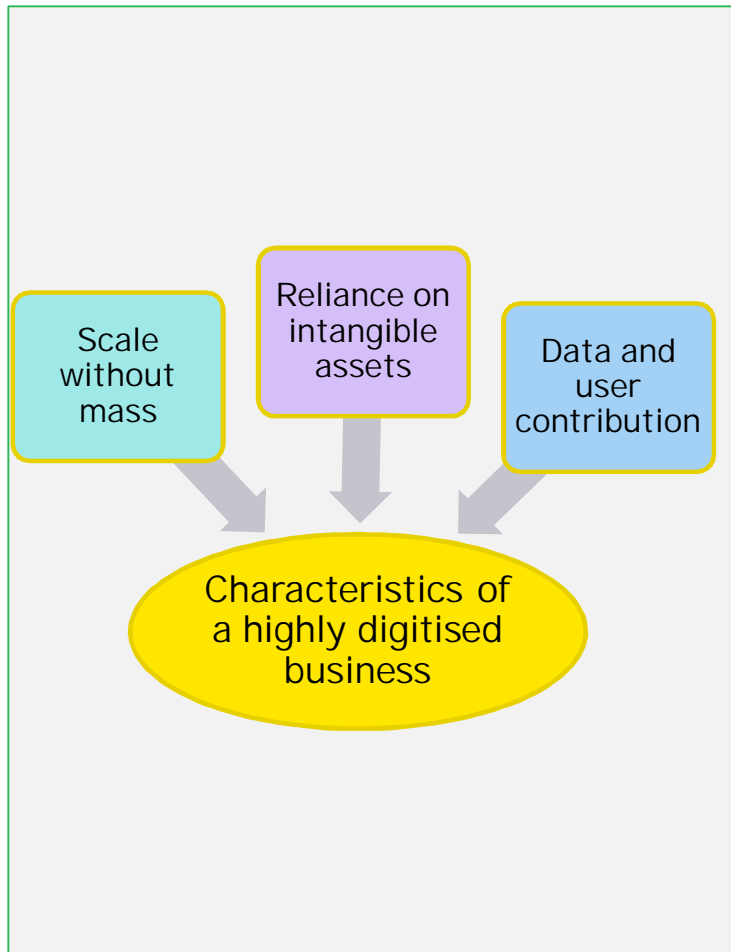 Scale
without
mass
Reliance on
intangible
assets
Data and
user
contribution
Characteristics of
a highly digitised
business